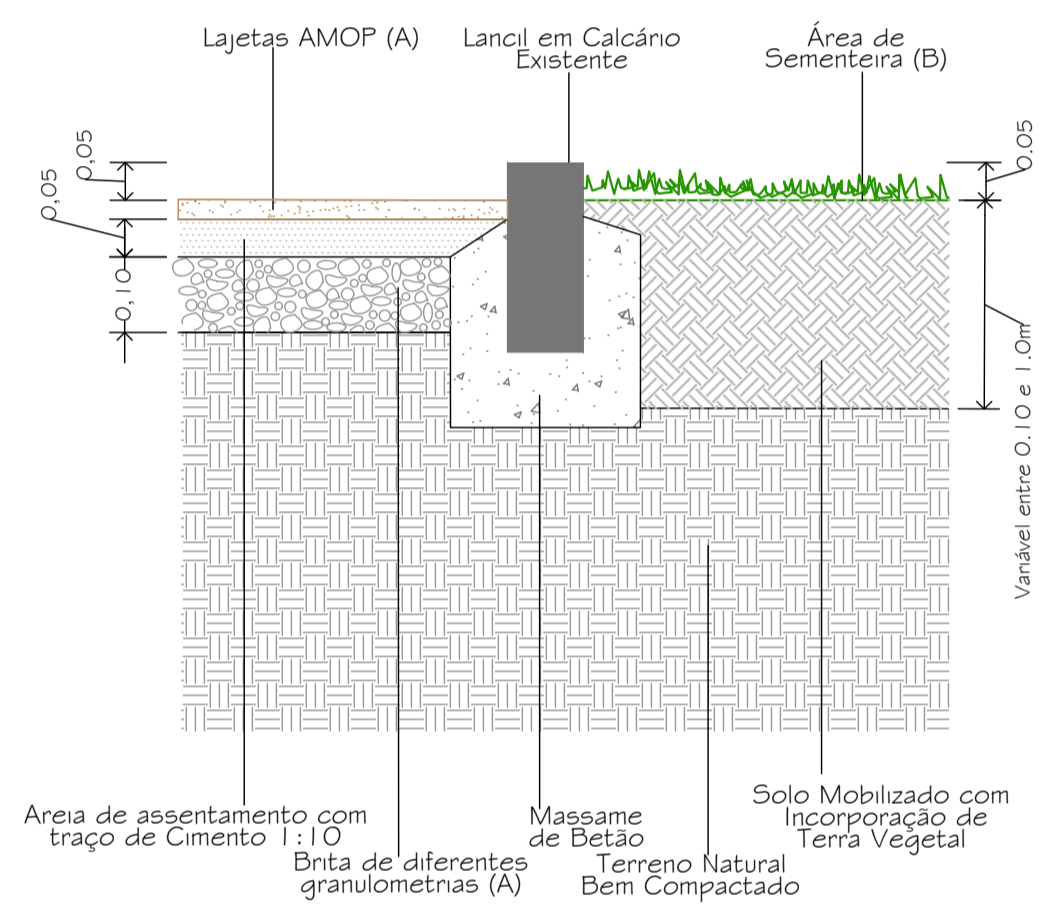 Lajetas AMOP (A)
Lancil em Calcário
Existente
Área de
Sementeira (B)
0,05
0,05
0,10
0.05
Variável entre 0.10 e 1.0m
Areia de assentamento com
traço de Cimento 1:10
Brita de diferentes
granulometrias (A)
Massame
de Betão
Terreno Natural
Bem Compactado
Solo Mobilizado com
Incorporação de
Terra Vegetal